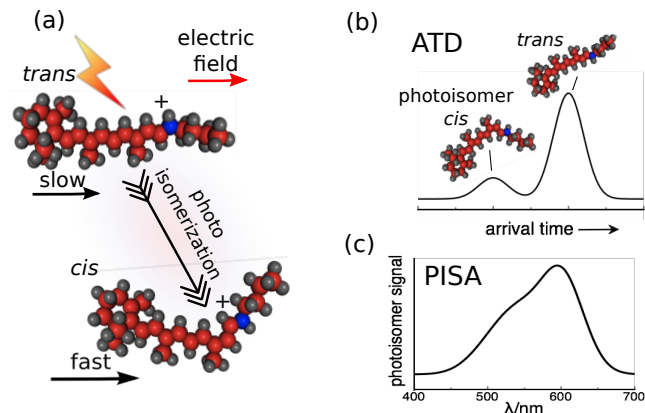 (a)
electric
field
trans
+
slow
photo
isomerization
cis
+
fast
(b)
ATD
trans
photoisomer
cis
arrival time
(c)
PISA
photoisomer signal
400 500 600 700
λ/nm